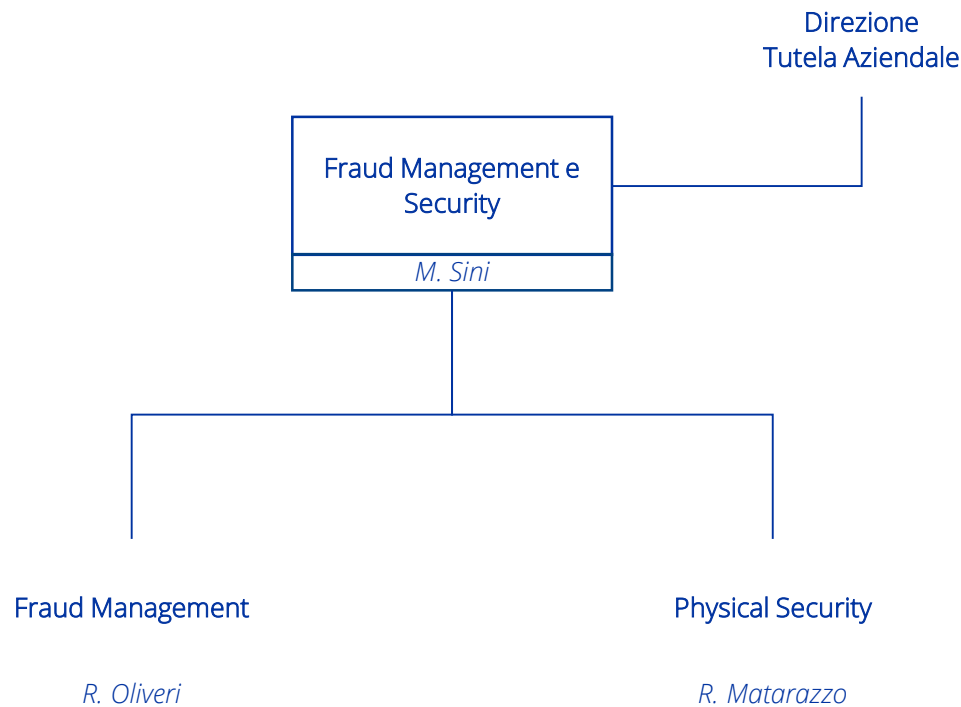 Direzione
Tutela Aziendale
Fraud Management e
Security
M. Sini
Fraud Management
Physical Security
R. Oliveri
R. Matarazzo